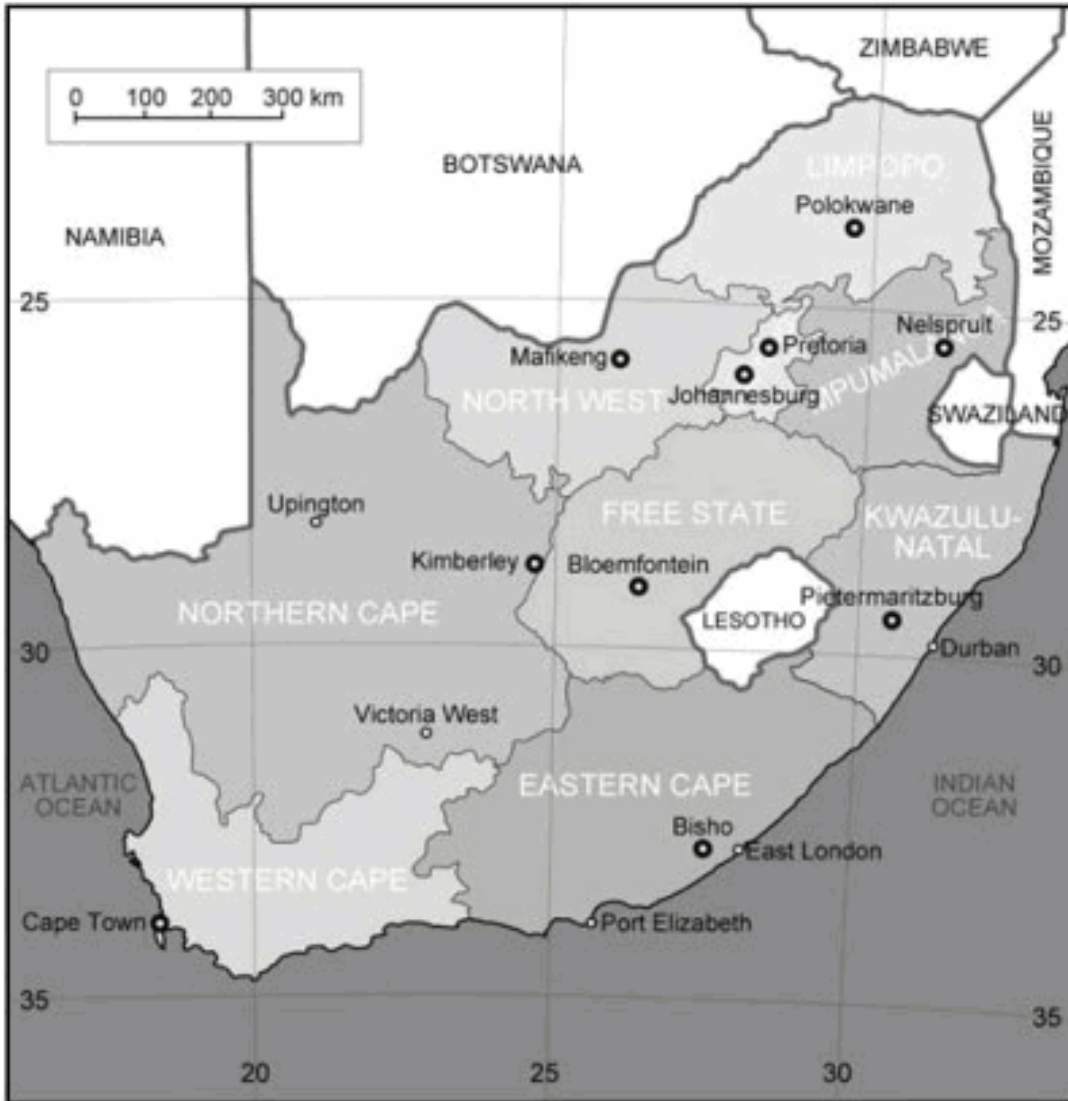 ZIMBABWE
0 100 200 300 km
MOZAMBIQUE
BOTSWANA
LIMPOPO
Polokwane
NAMIBIA
25
25
Nelspruit
Mafikeng
Pretoria
MPUMALANGA
Johannesburg
NORTH WEST
SWAZILAND
Upington
FREE STATE
KWAZULU-
NATAL
Kimberley
Bloemfontein
NORTHERN CAPE
Pietermaritzburg
LESOTHO
30
Durban
30
Victoria West
ATLANTIC
OCEAN
EASTERN CAPE
INDIAN
OCEAN
Bisho
East London
WESTERN CAPE
Cape Town
Port Elizabeth
35
35
20
25
30